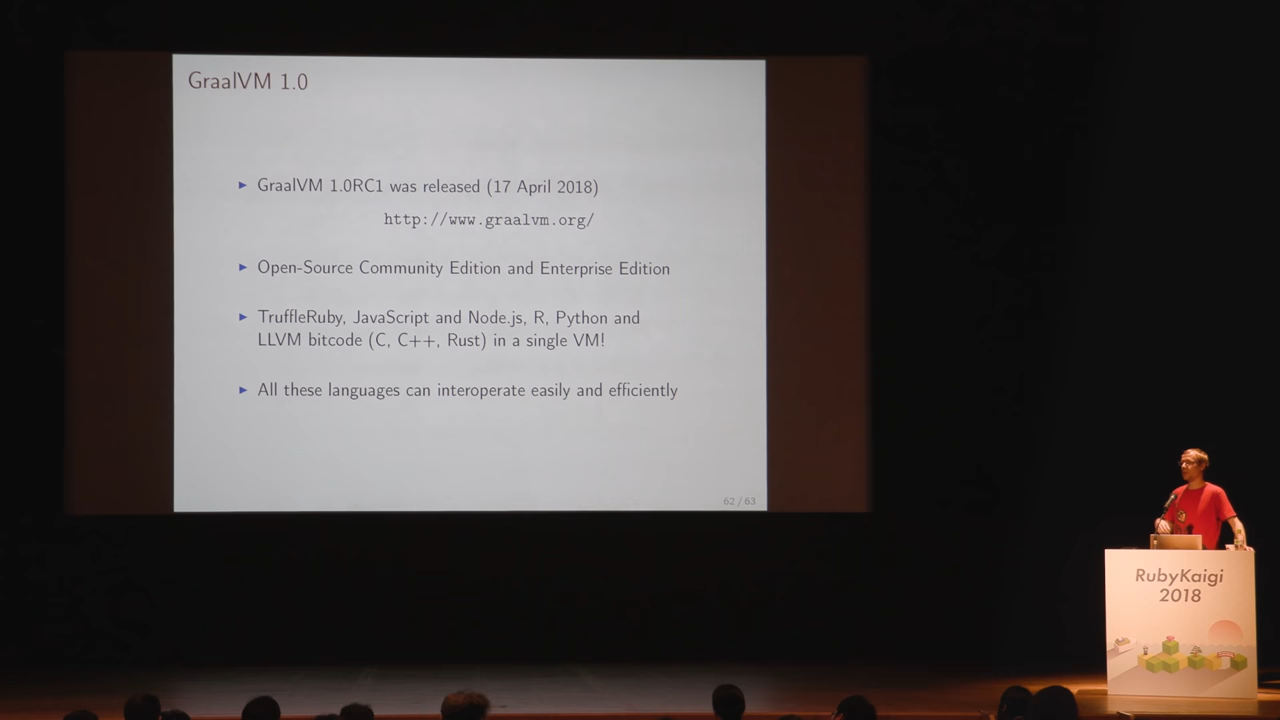 GraalVM 1.0
▶ GraalVM 1.0RC1 was released (17 April 2018)
http://www.graalvm.org/
▶ Open-Source Community Edition and Enterprise Edition
▶ TruffleRuby, JavaScript and Node.js, R, Python and
LLVM bitcode (C, C++, Rust) in a single VM!
▶ All these languages can interoperate easily and efficiently
62 / 63
RubyKaigi
2018